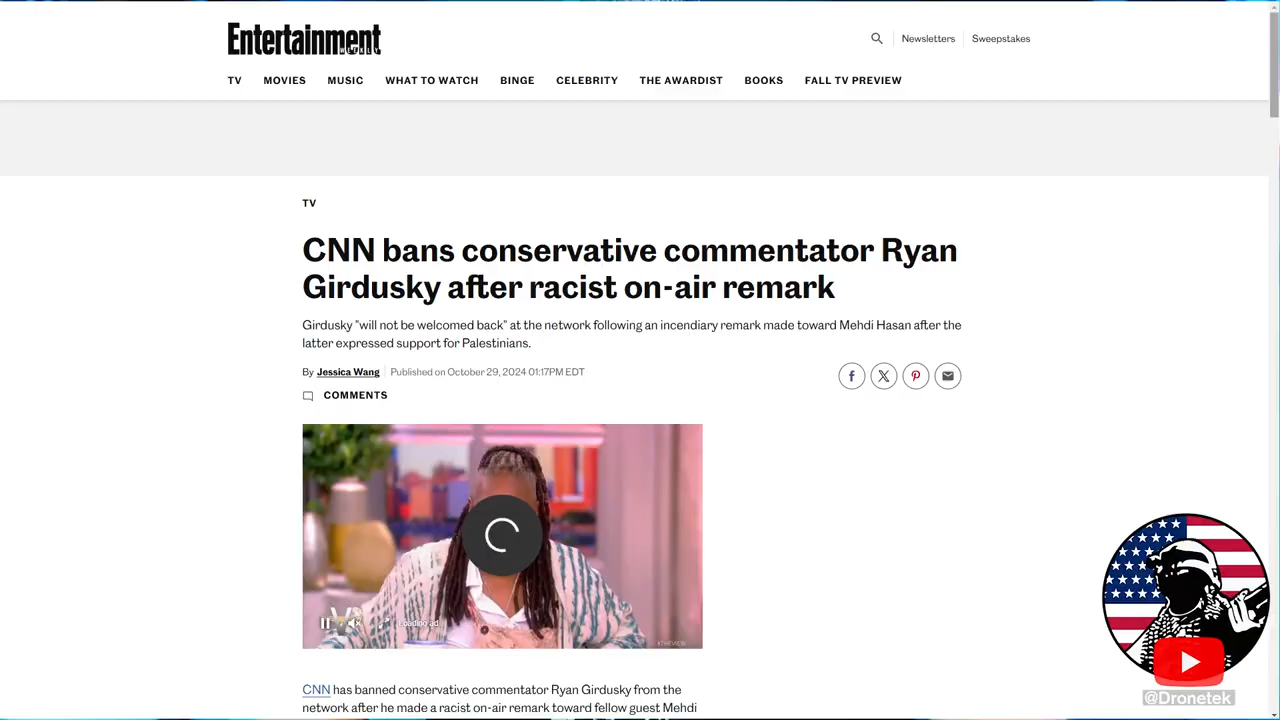 Entertainment
WEEKLY
Newsletters
Sweepstakes
TV MOVIES MUSIC WHAT TO WATCH BINGE CELEBRITY THE AWARDIST BOOKS FALL TV PREVIEW
TV
CNN bans conservative commentator Ryan
Girdusky after racist on-air remark
Girdusky "will not be welcomed back" at the network following an incendiary remark made toward Mehdi Hasan after the
latter expressed support for Palestinians.
By Jessica Wang Published on October 29, 2024 01:17PM EDT
COMMENTS
Loading ad
#THEVIEW
CNN has banned conservative commentator Ryan Girdusky from the
network after he made a racist on-air remark toward fellow guest Mehdi
@Dronetek